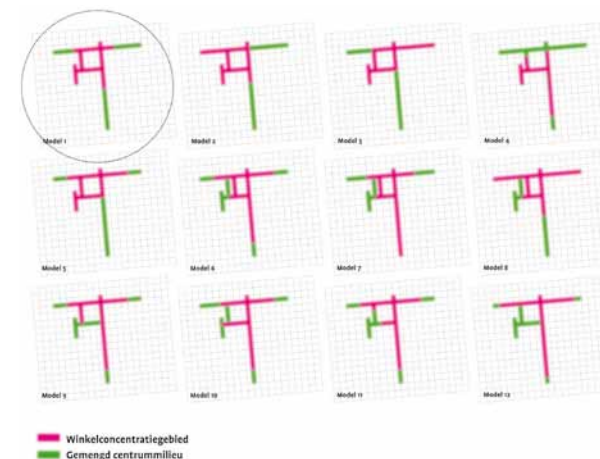 Model 1
Model 2
Model 3
Model 4
Model 5
Model 6
Model 7
Model 8
Model 9
Model 10
Model 11
Model 12
Winkelconcentratiegebied
Gemengd centrummilieu